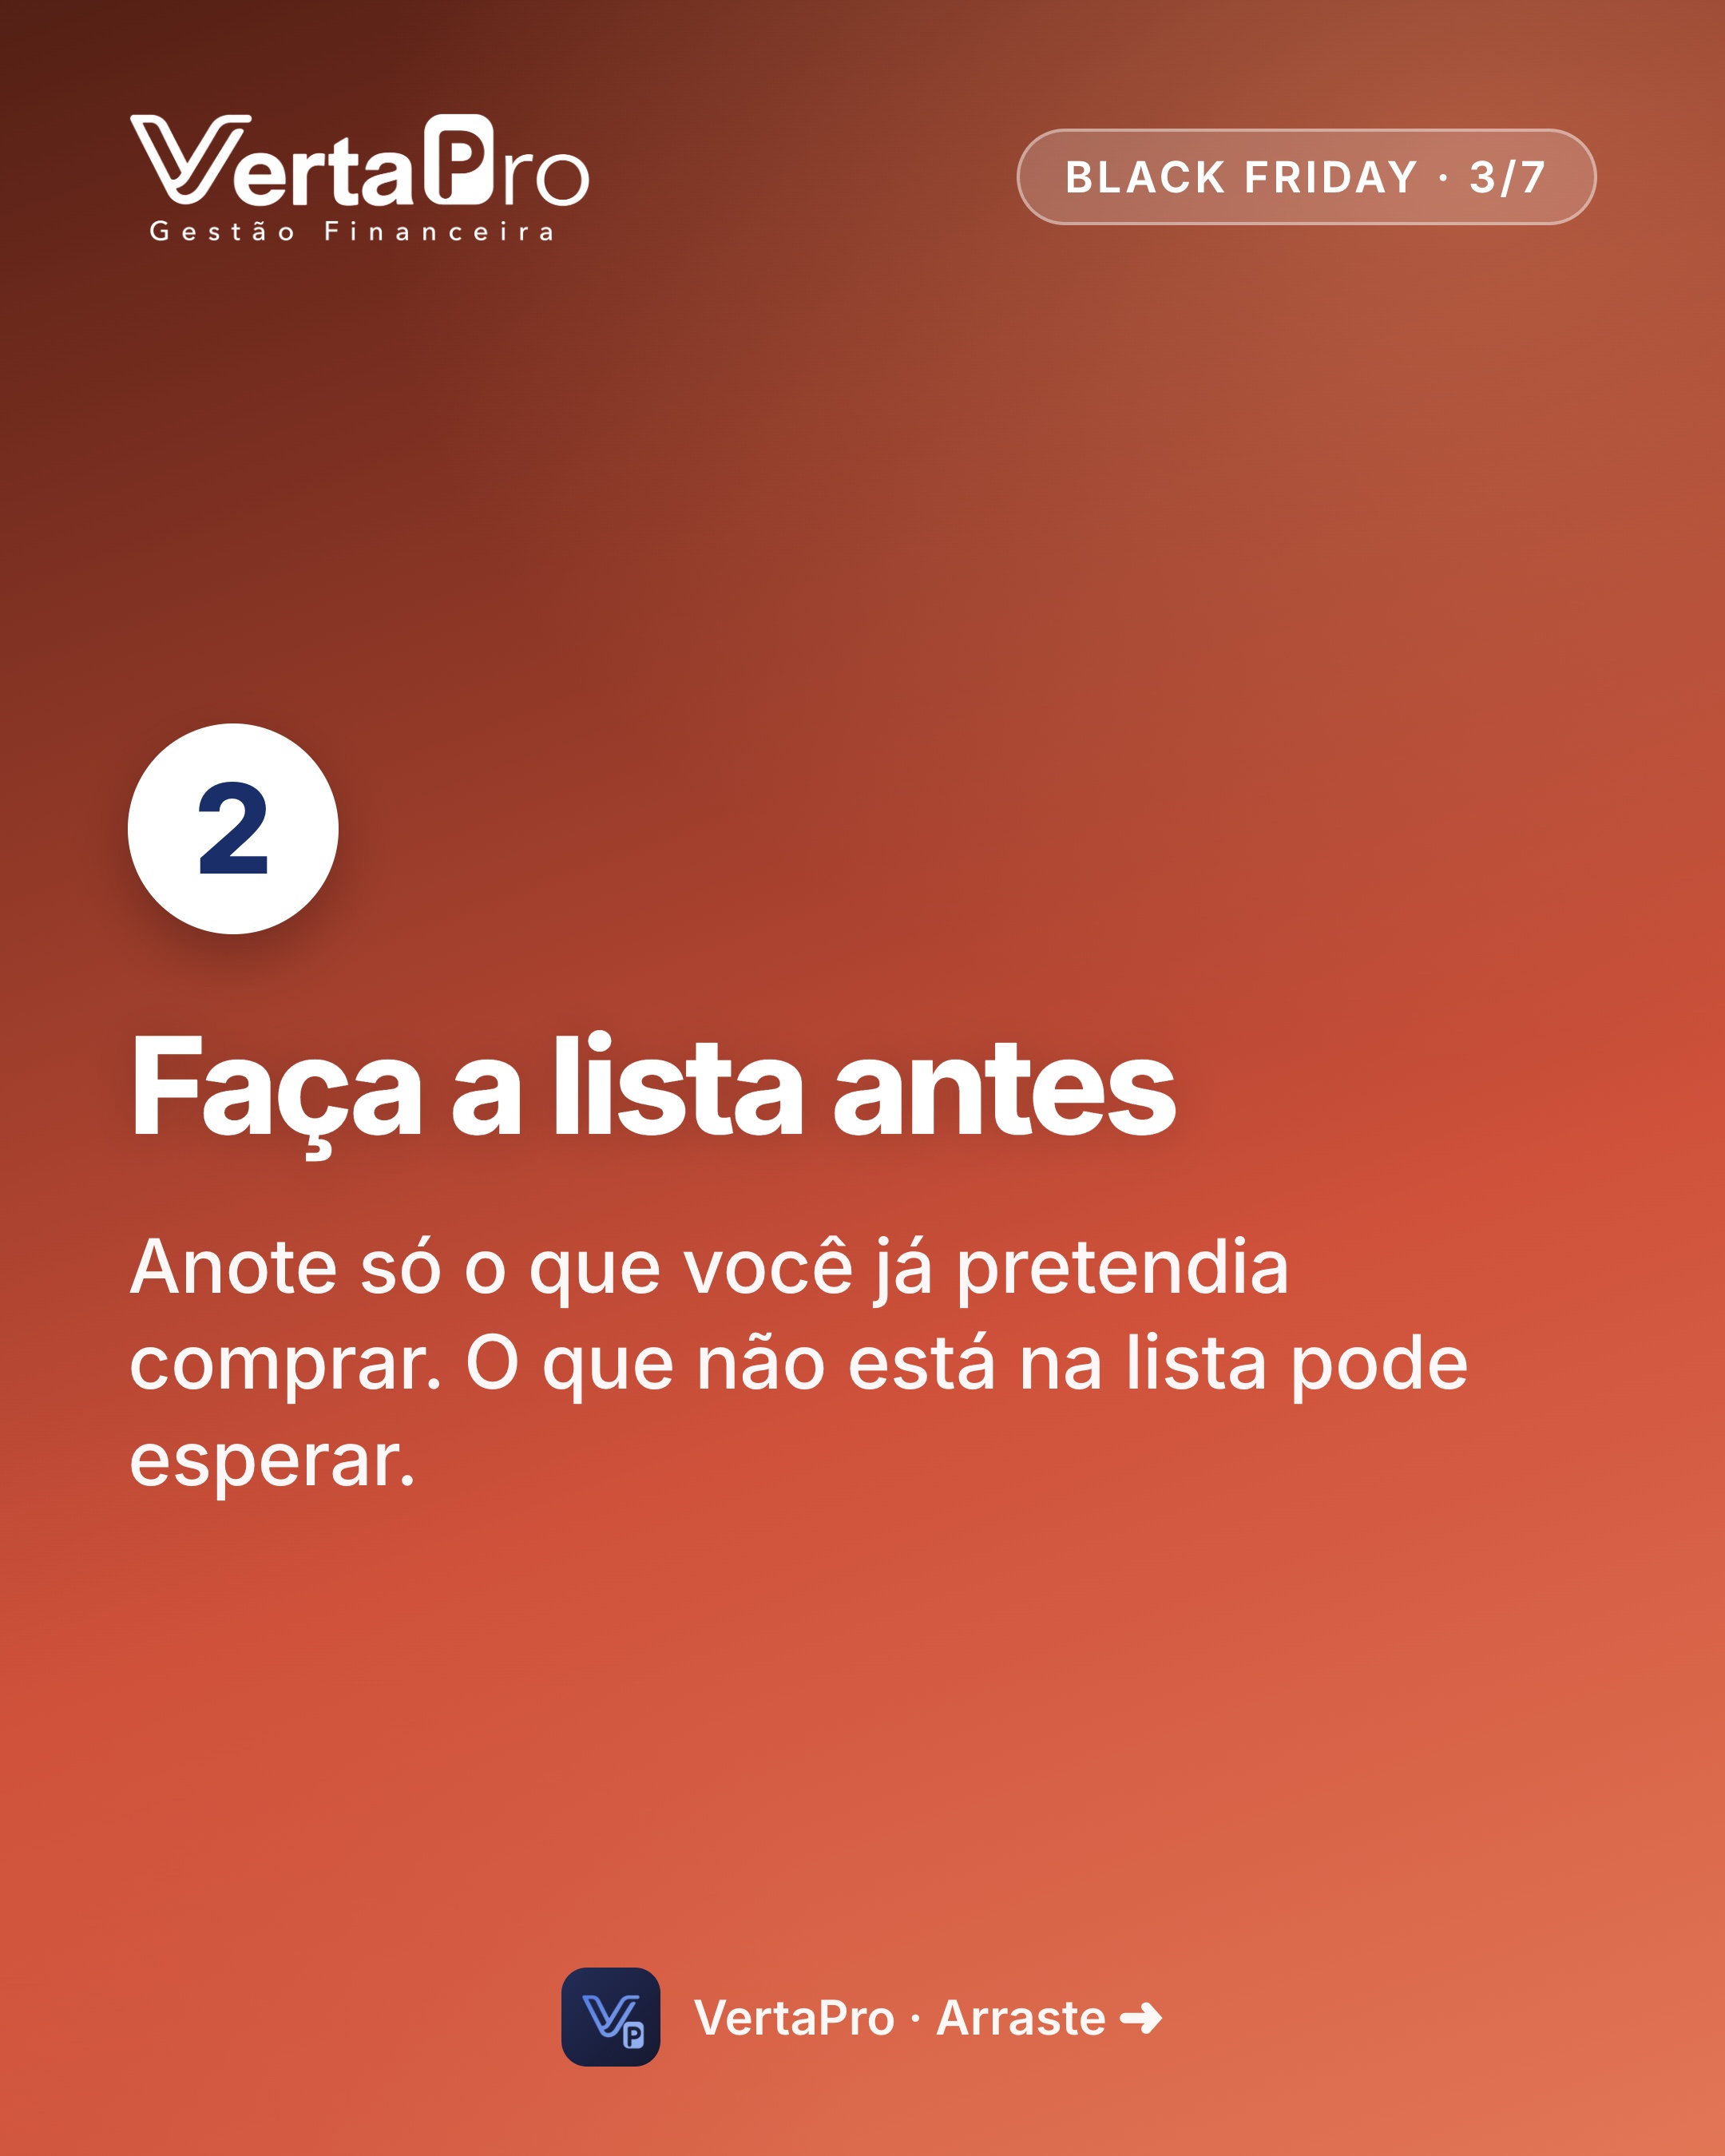 VertaPro
Gestão Financeira
BLACK FRIDAY · 3/7
2
Faça a lista antes
Anote só o que você já pretendia
comprar. O que não está na lista pode
esperar.
VP
VertaPro · Arraste ➜